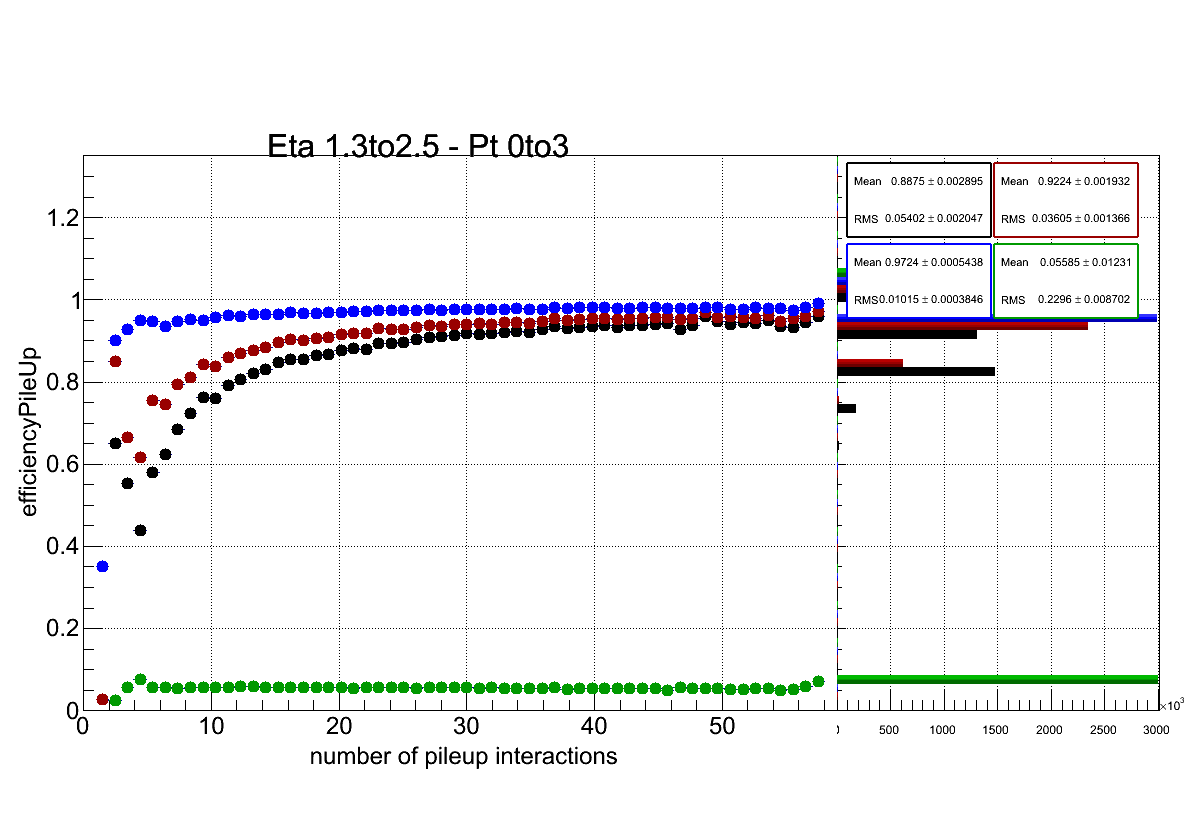 Eta 1.3to2.5 - Pt 0to3
efficiencyPileUp
1.2
1
0.8
0.6
0.4
0.2
0
0 10 20 30 40 50
number of pileup interactions
Mean 0.8875 ± 0.002895
RMS 0.05402 ± 0.002047
Mean 0.9224 ± 0.001932
RMS 0.03605 ± 0.001366
Mean 0.9724 ± 0.0005438
RMS 0.01015 ± 0.0003846
Mean 0.05585 ± 0.01231
RMS 0.2296 ± 0.008702
×10³
0 500 1000 1500 2000 2500 3000